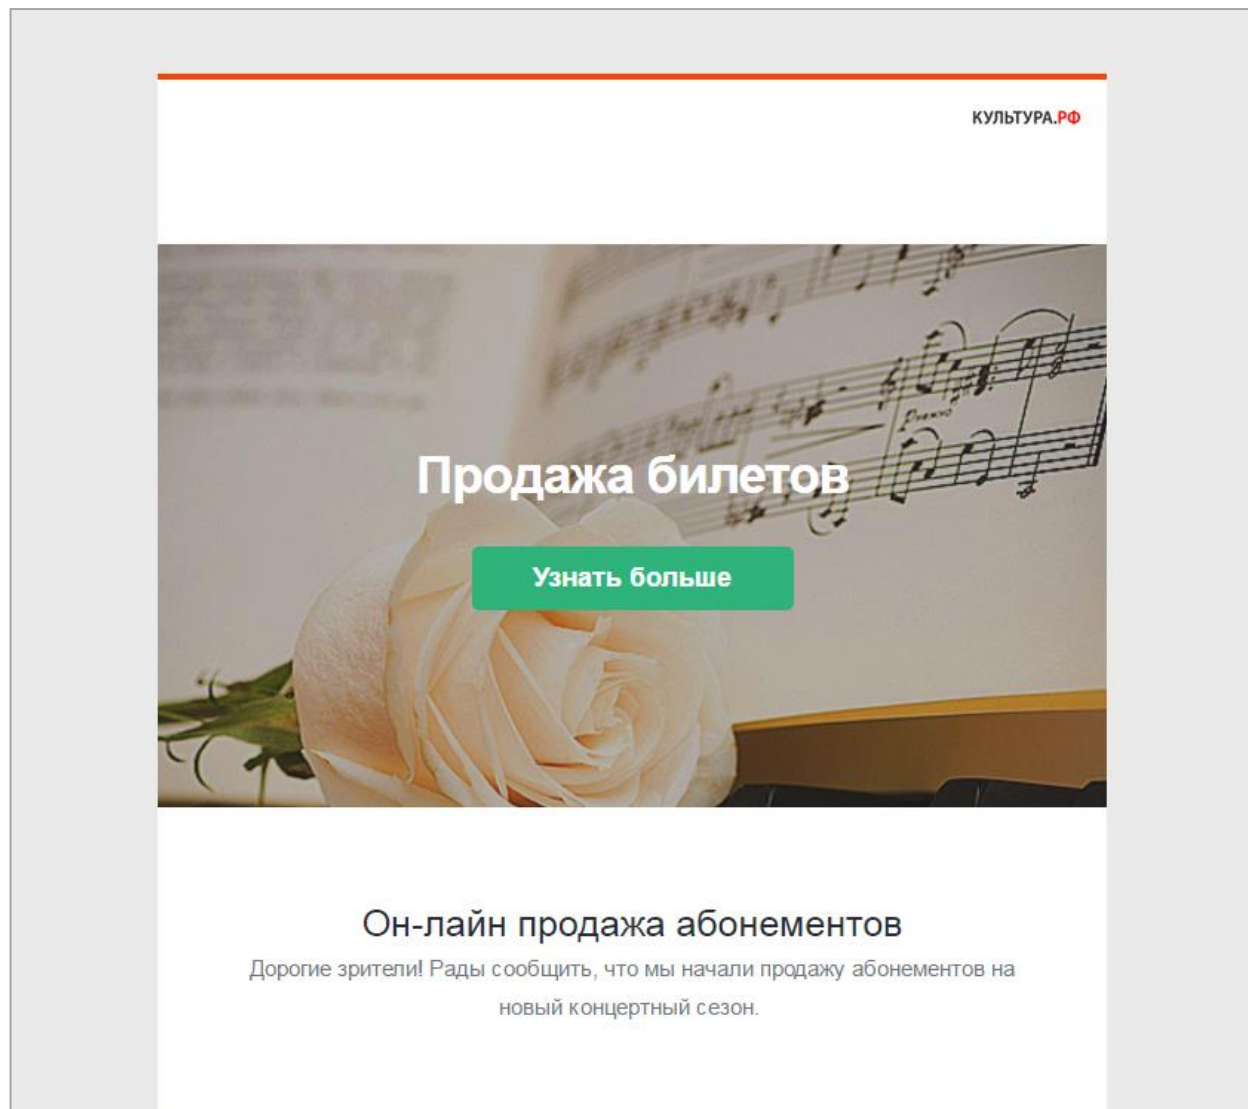 КУЛЬТУРА.РФ
Продажа билетов
Узнать больше
Он-лайн продажа абонементов
Дорогие зрители! Рады сообщить, что мы начали продажу абонементов на
новый концертный сезон.